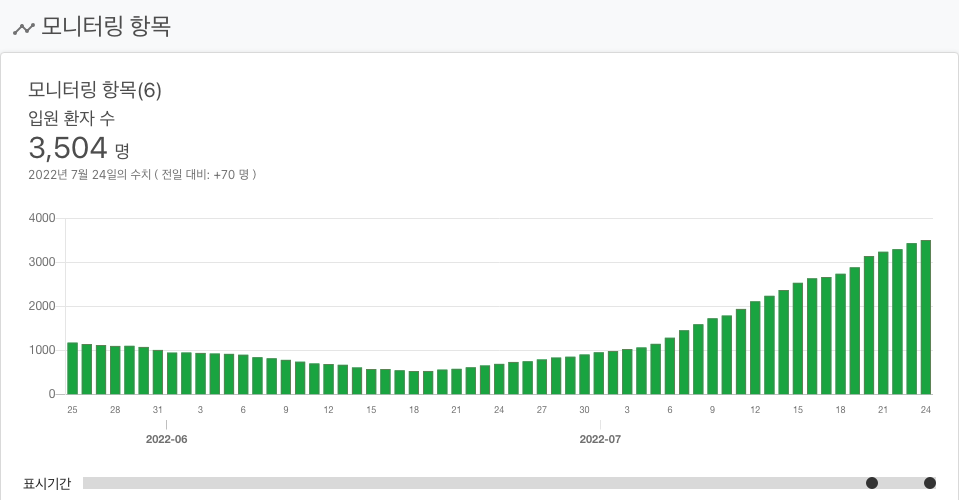 모니터링 항목
모니터링 항목(6)
입원 환자 수
3,504 명
2022년 7월 24일의 수치 ( 전일 대비: +70 명 )
4000
3000
2000
1000
0
25 28 31 3 6 9 12 15 18 21 24 27 30 3 6 9 12 15 18 21 24
2022-06 2022-07
표시기간